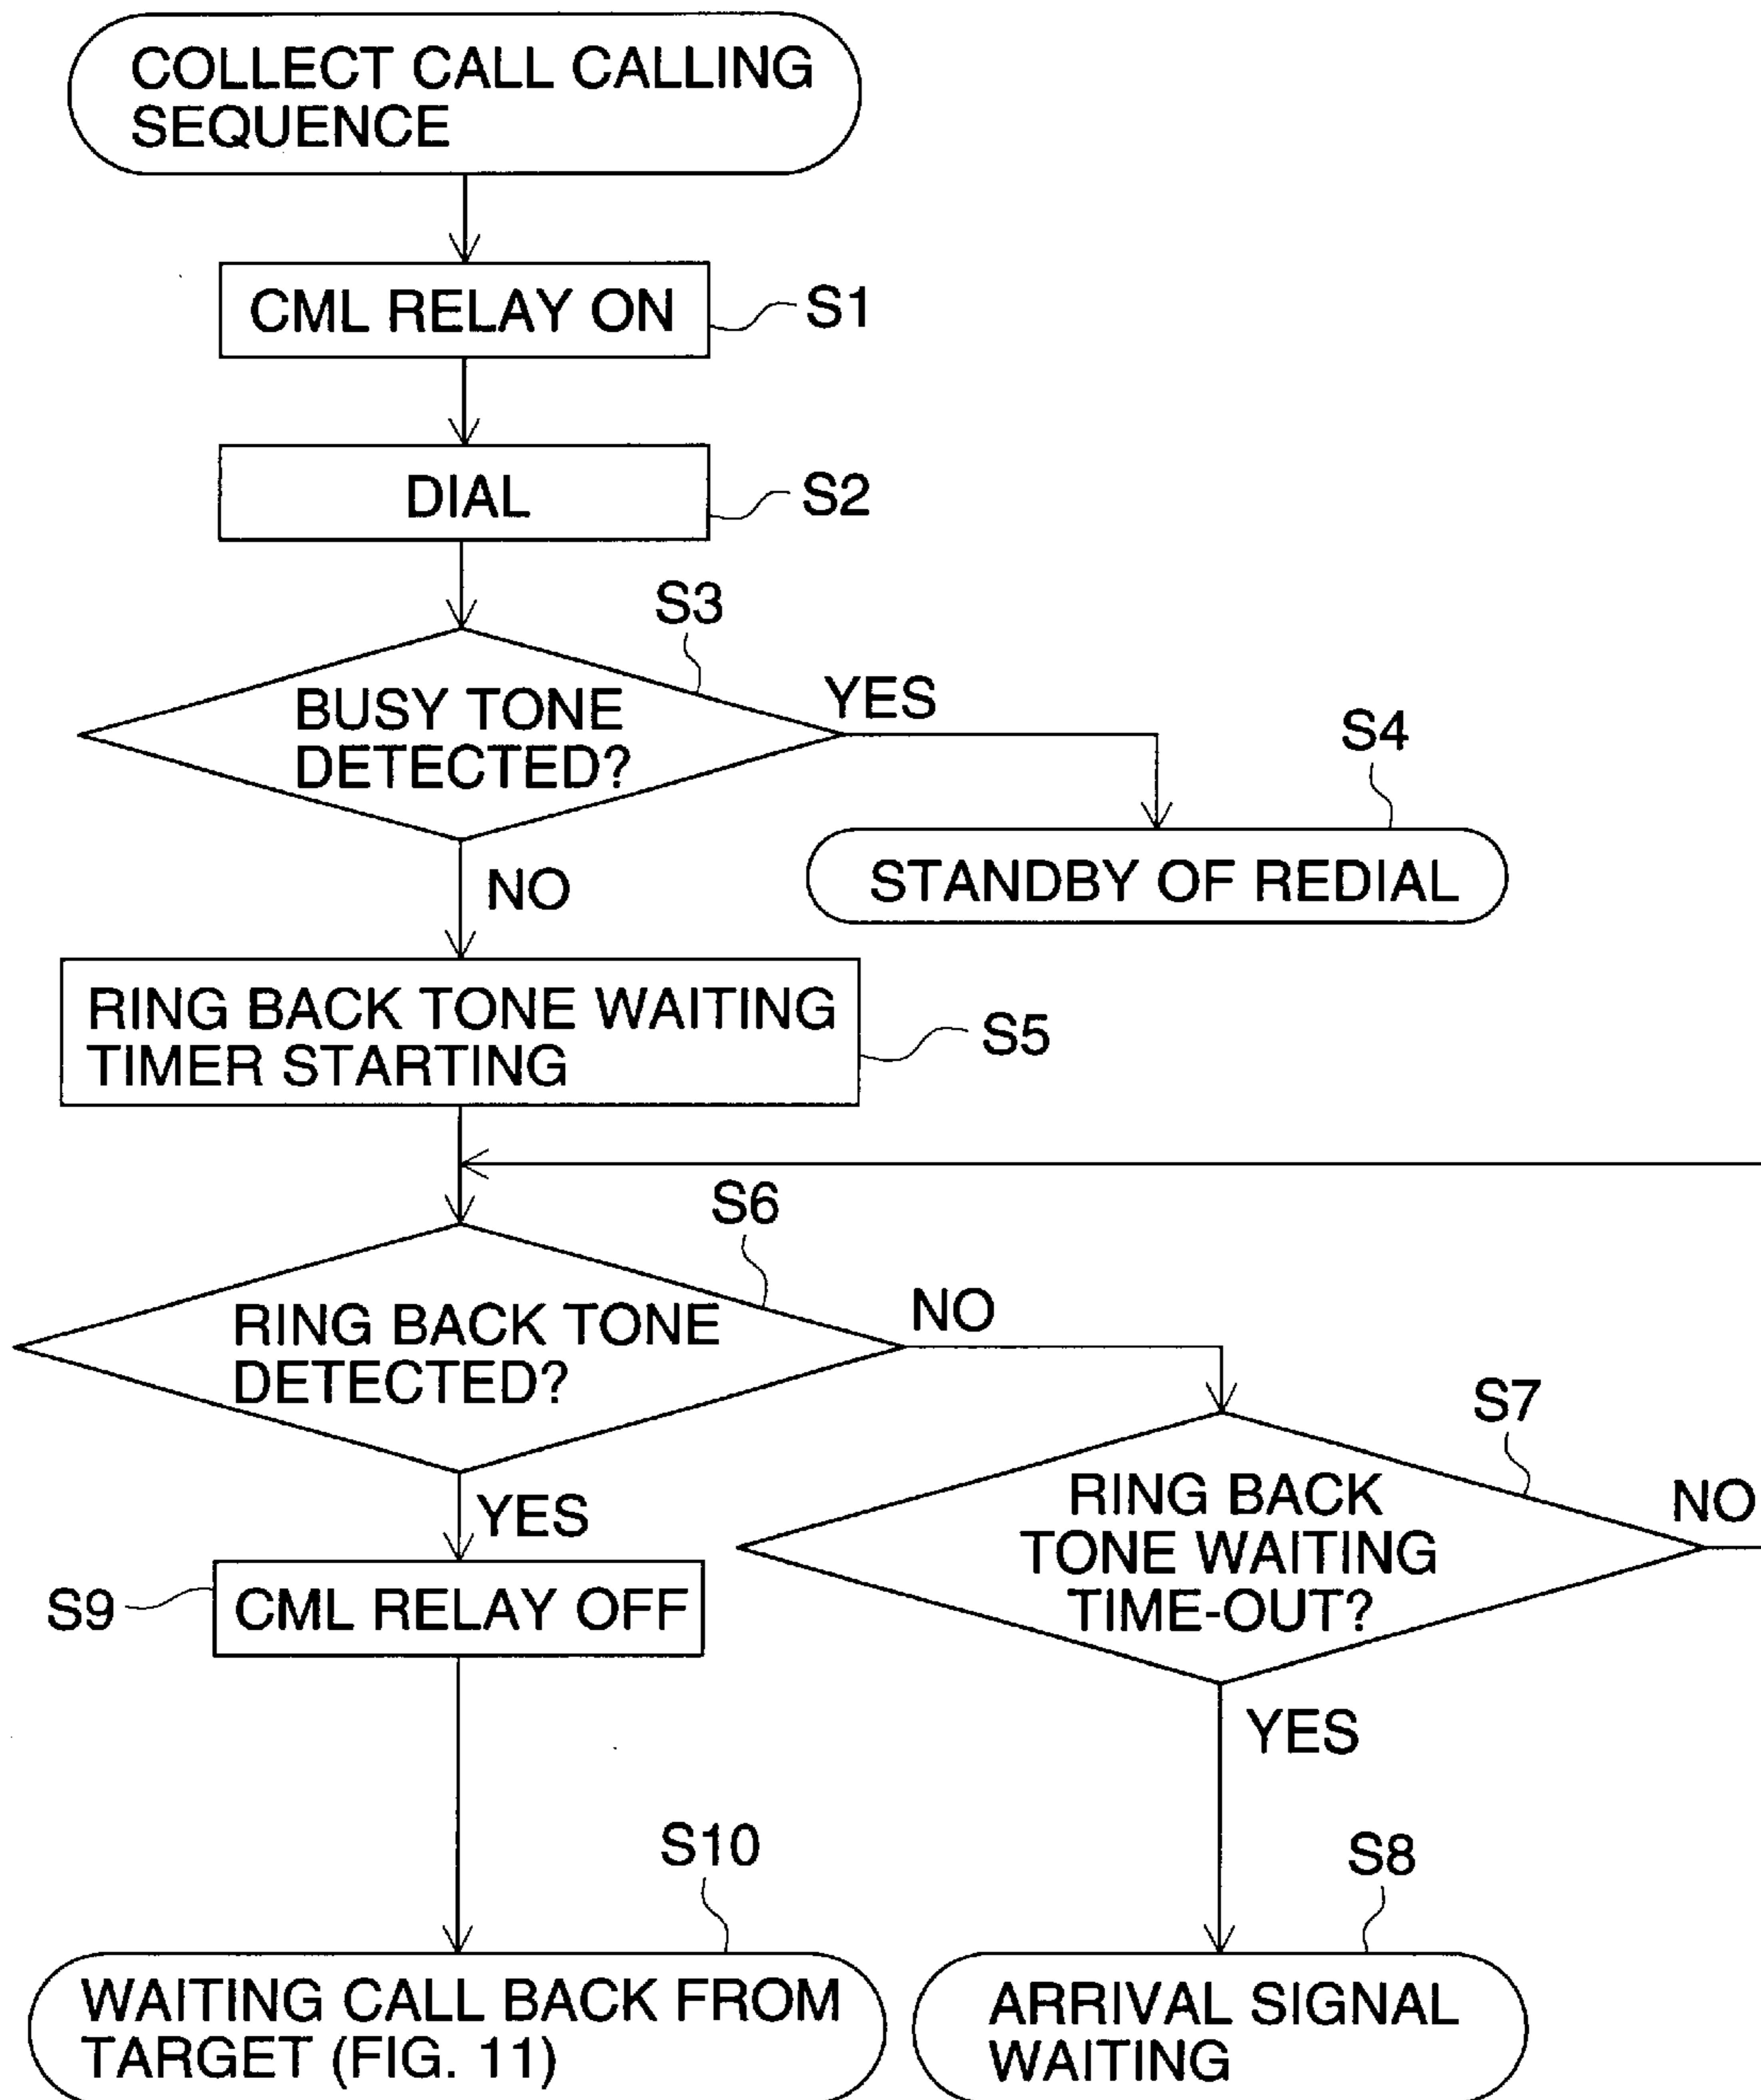 COLLECT CALL CALLING
SEQUENCE
CML RELAY ON
S1
DIAL
S2
S3
BUSY TONE
DETECTED?
YES
S4
STANDBY OF REDIAL
NO
RING BACK TONE WAITING
TIMER STARTING
S5
S6
RING BACK TONE
DETECTED?
NO
S7
RING BACK
TONE WAITING
TIME-OUT?
NO
YES
S9
CML RELAY OFF
YES
S10
WAITING CALL BACK FROM
TARGET (FIG. 11)
S8
ARRIVAL SIGNAL
WAITING